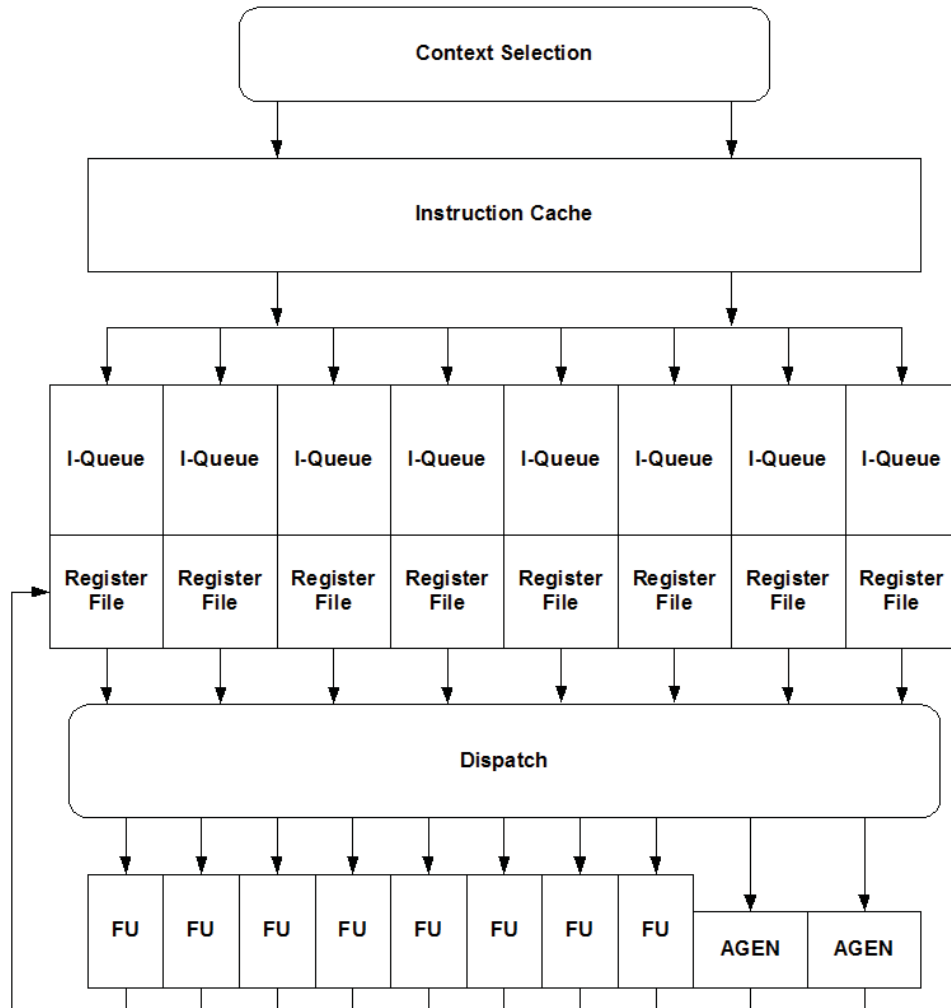 Context Selection
Instruction Cache
I-Queue I-Queue I-Queue I-Queue I-Queue I-Queue I-Queue I-Queue
Register Register Register Register Register Register Register Register
File File File File File File File File
Dispatch
FU FU FU FU FU FU FU FU AGEN AGEN